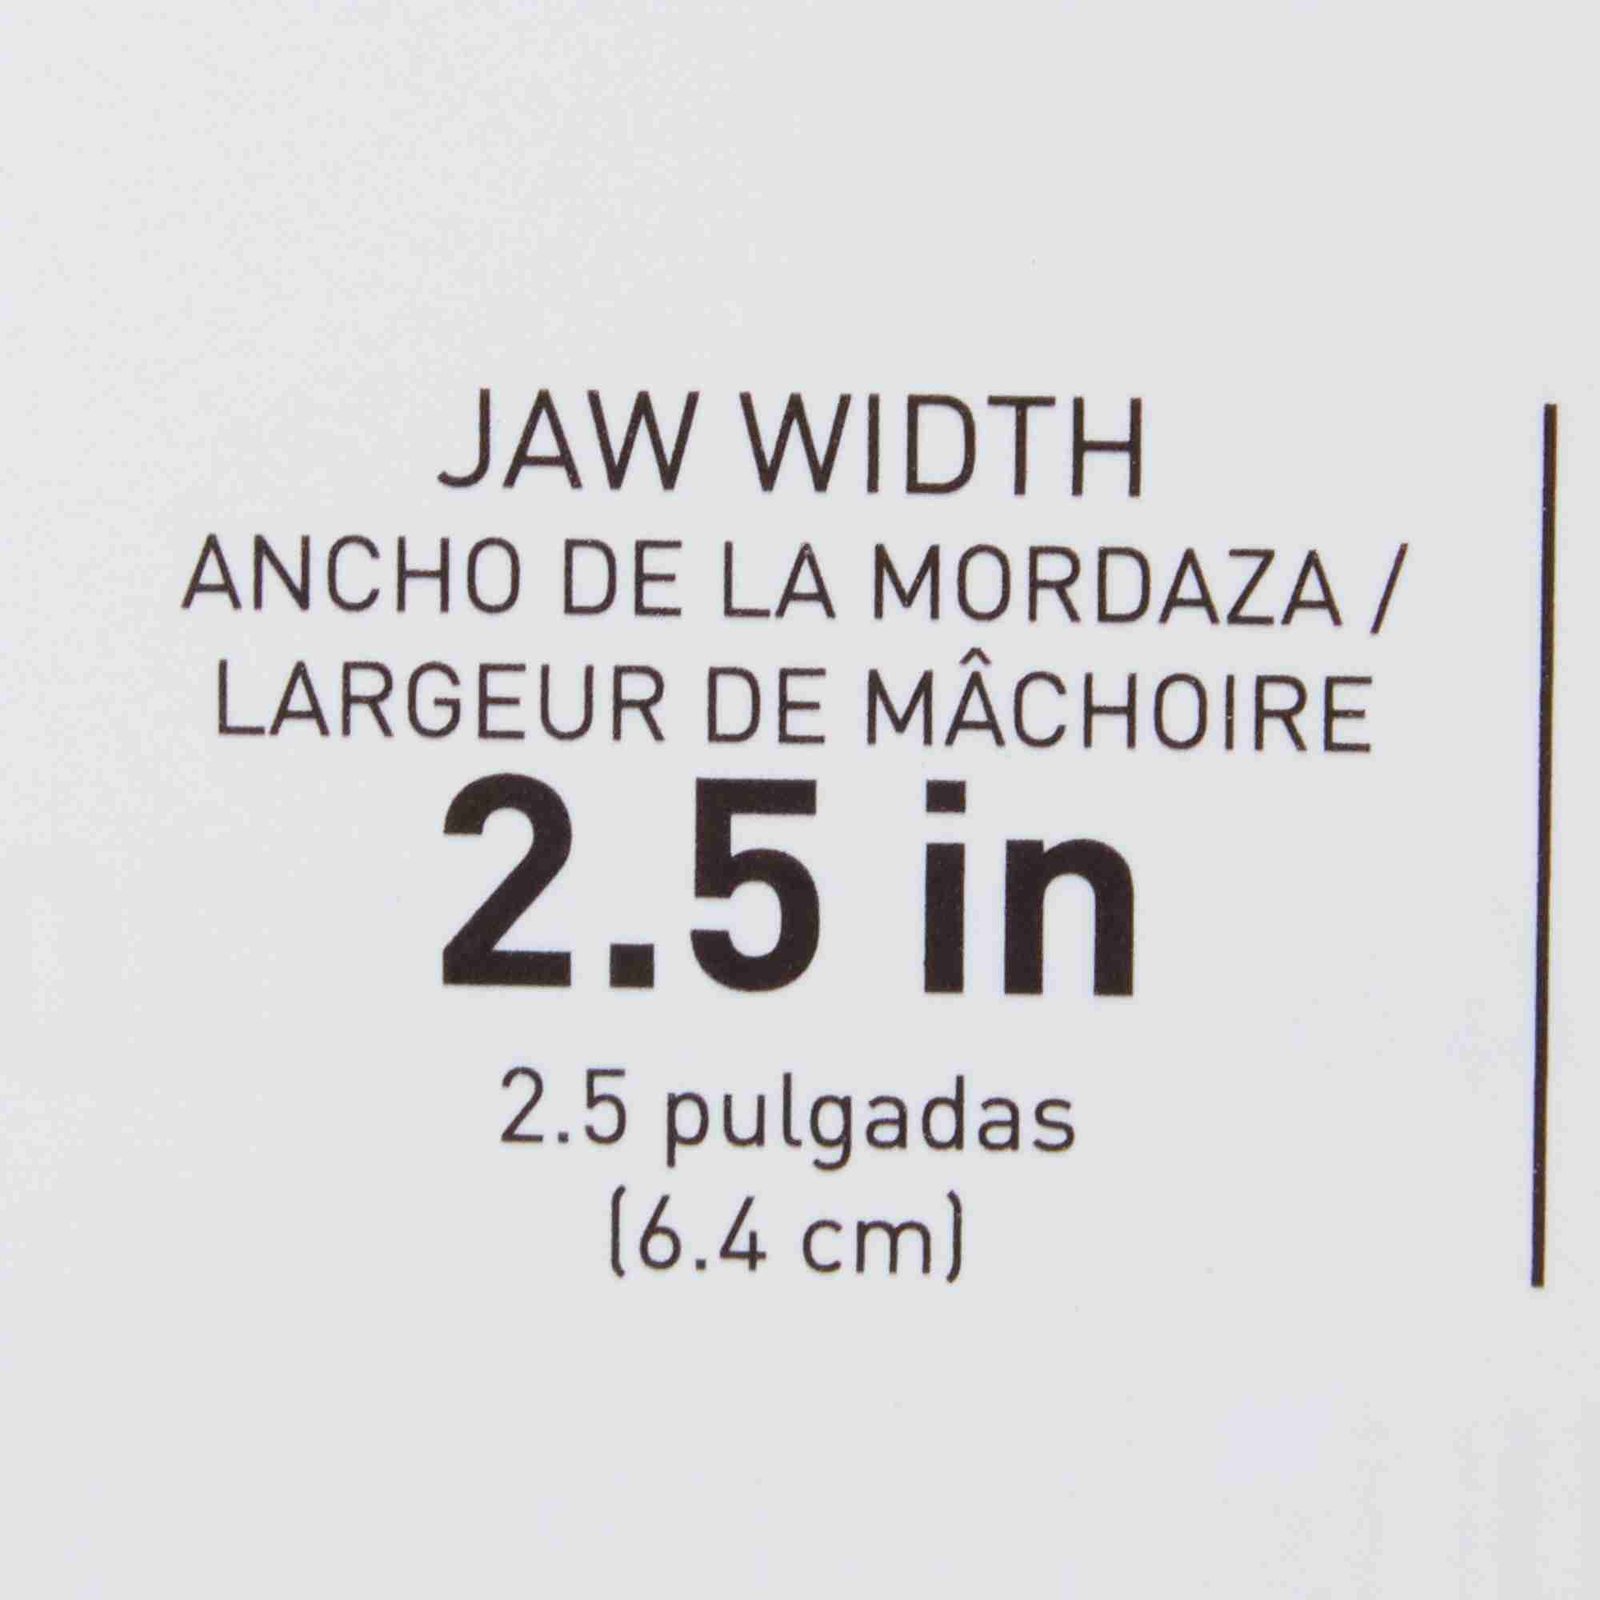 JAW WIDTH
ANCHO DE LA MORDAZA /
LARGEUR DE MÂCHOIRE
2.5 in
2.5 pulgadas
(6.4 cm)